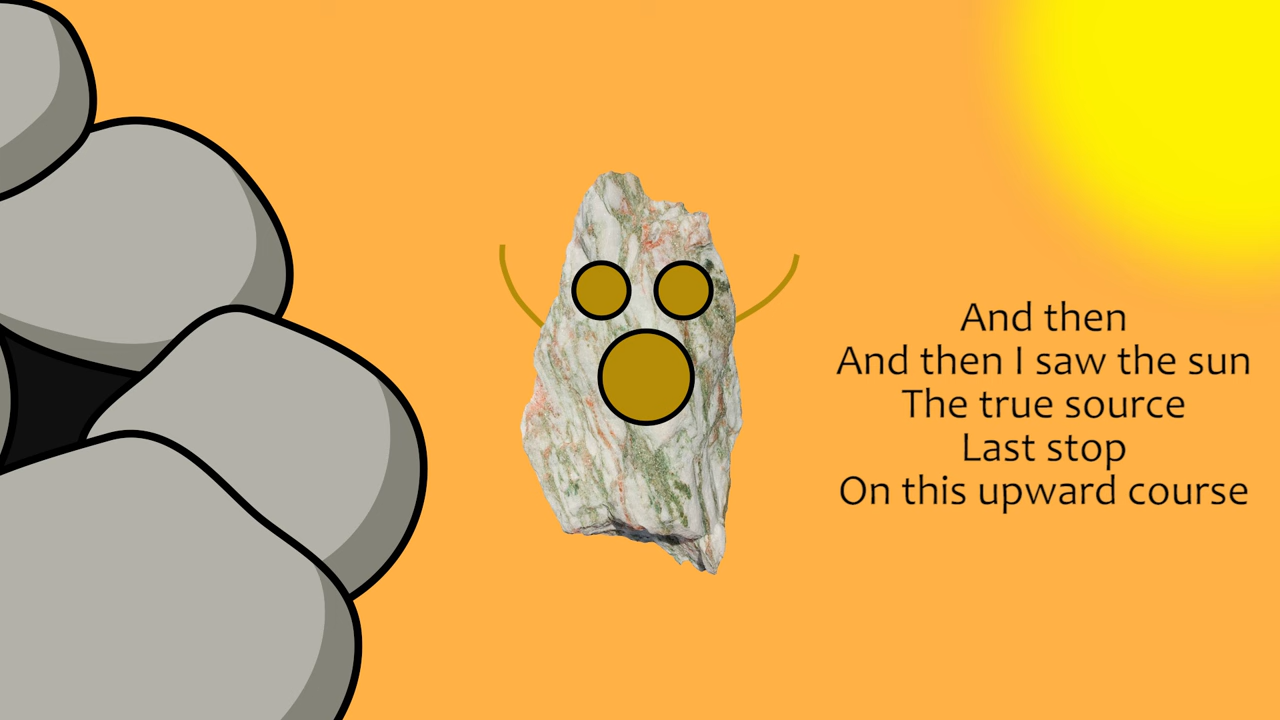 And then
And then I saw the sun
The true source
Last stop
On this upward course